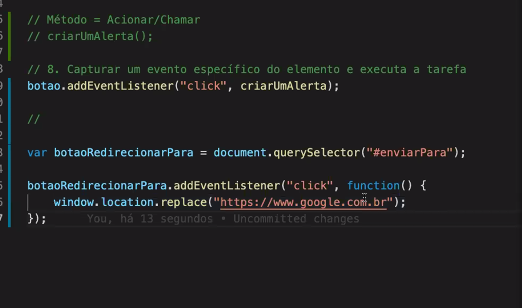 // Método = Acionar/Chamar
// criarUmAlerta();
// 8. Capturar um evento específico do elemento e executa a tarefa
botao.addEventListener("click", criarUmAlerta);
//
var botaoRedirecionarPara = document.querySelector("#enviarPara");
botaoRedirecionarPara.addEventListener("click", function() {
window.location.replace("https://www.google.com.br");
}); You, há 13 segundos • Uncommitted changes